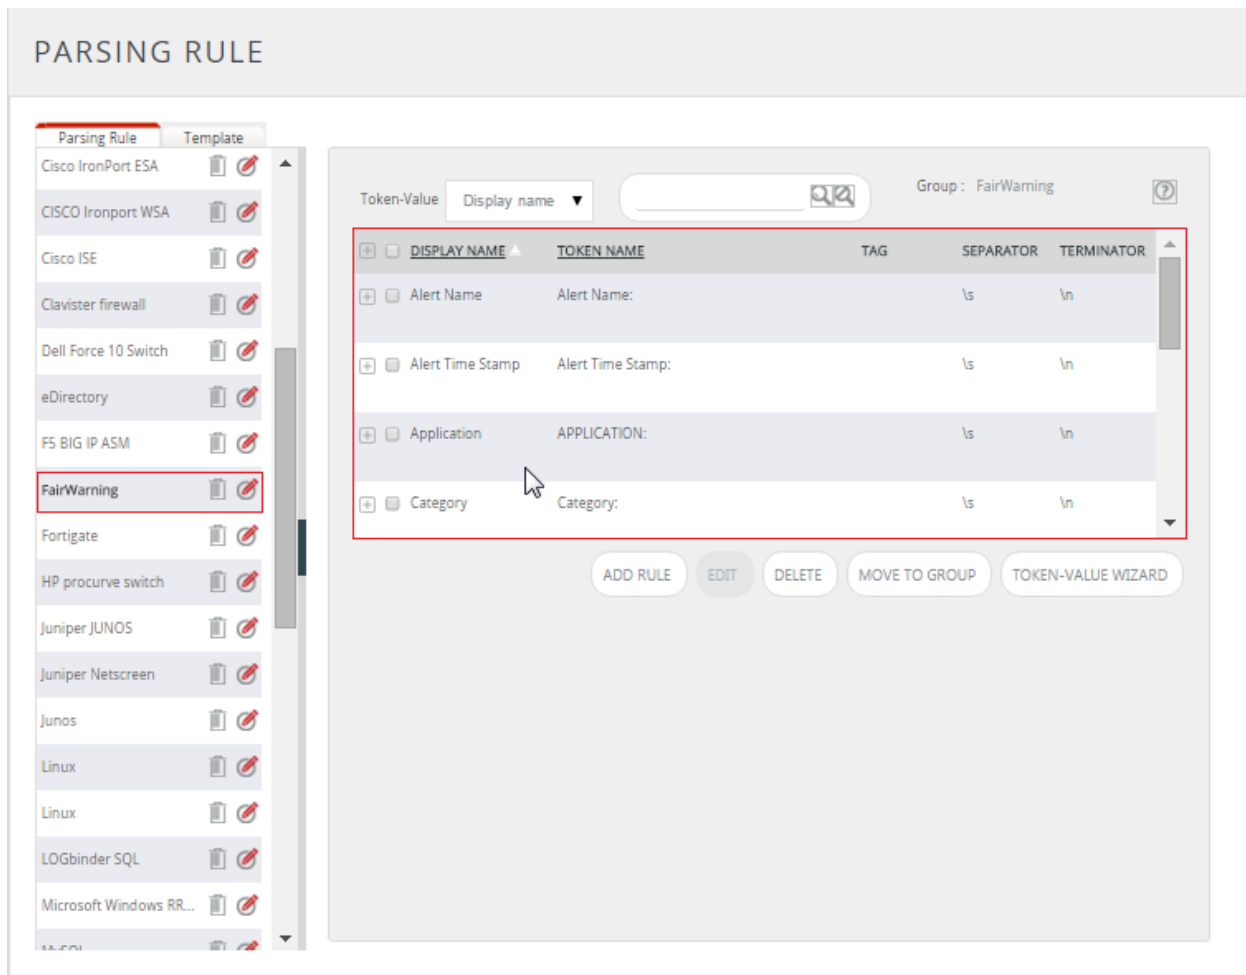 PARSING RULE
Parsing Rule Template
Cisco IronPort ESA
CISCO Ironport WSA
Cisco ISE
Clavister firewall
Dell Force 10 Switch
eDirectory
F5 BIG IP ASM
FairWarning
Fortigate
HP procurve switch
Juniper JUNOS
Juniper Netscreen
Junos
Linux
Linux
LOGbinder SQL
Microsoft Windows RR...
MySQL
Token-Value Display name ▼ Group : FairWarning
DISPLAY NAME TOKEN NAME TAG SEPARATOR TERMINATOR
Alert Name Alert Name: \s \n
Alert Time Stamp Alert Time Stamp: \s \n
Application APPLICATION: \s \n
Category Category: \s \n
ADD RULE EDIT DELETE MOVE TO GROUP TOKEN-VALUE WIZARD